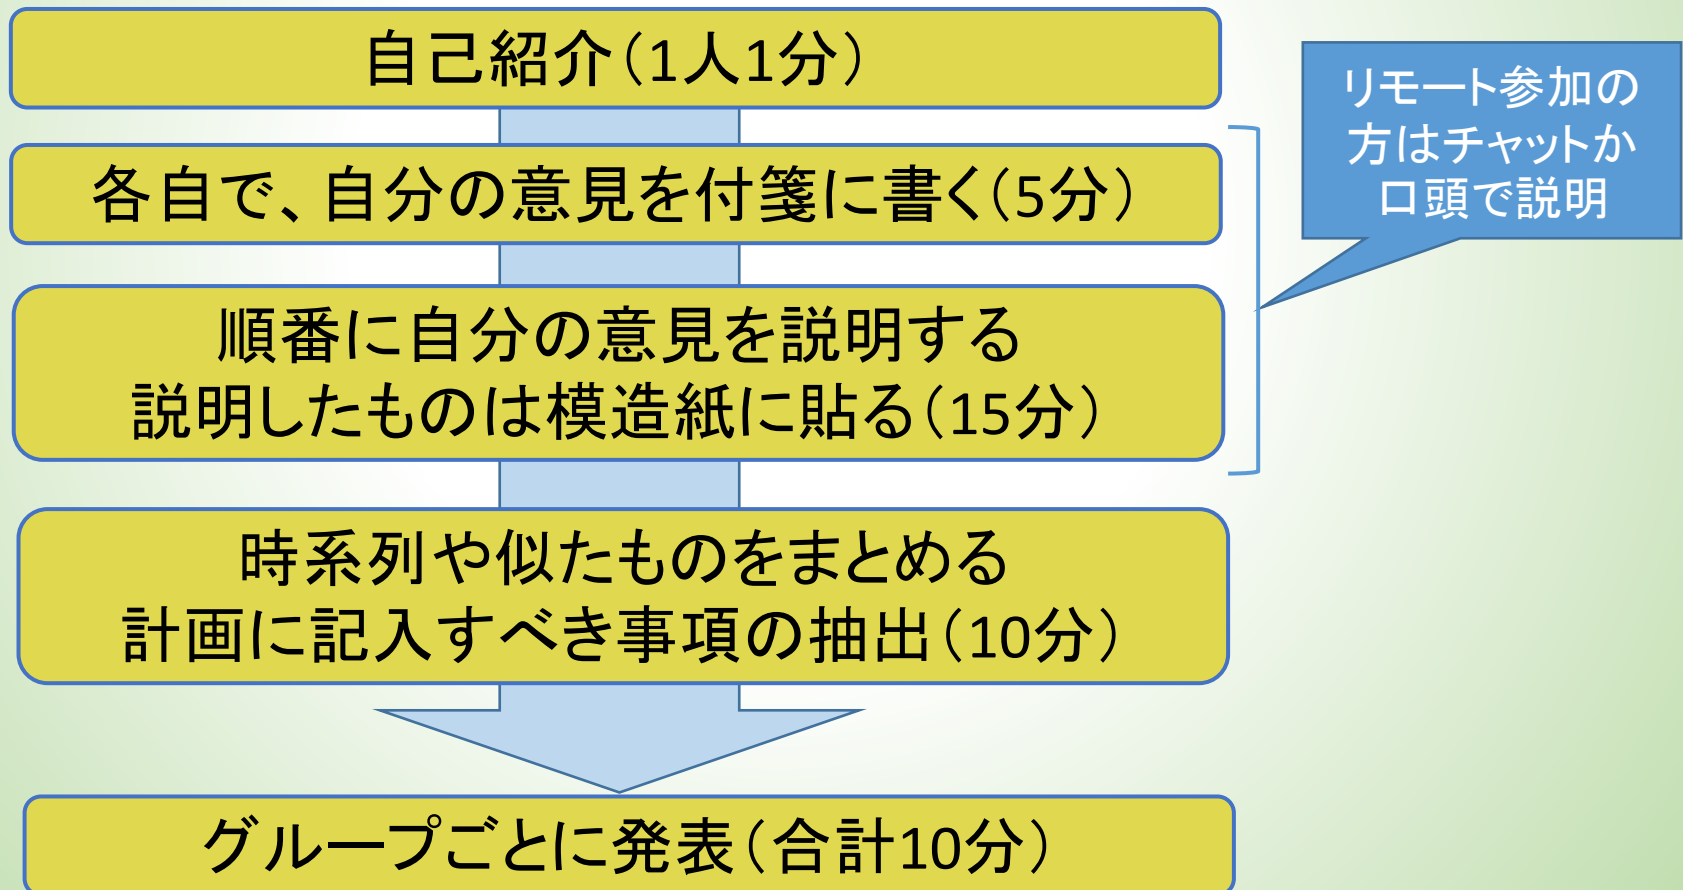 自己紹介（1人1分）
各自で、自分の意見を付箋に書く（5分）
順番に自分の意見を説明する
説明したものは模造紙に貼る（15分）
リモート参加の
方はチャットか
口頭で説明
時系列や似たものをまとめる
計画に記入すべき事項の抽出（10分）
グループごとに発表（合計10分）